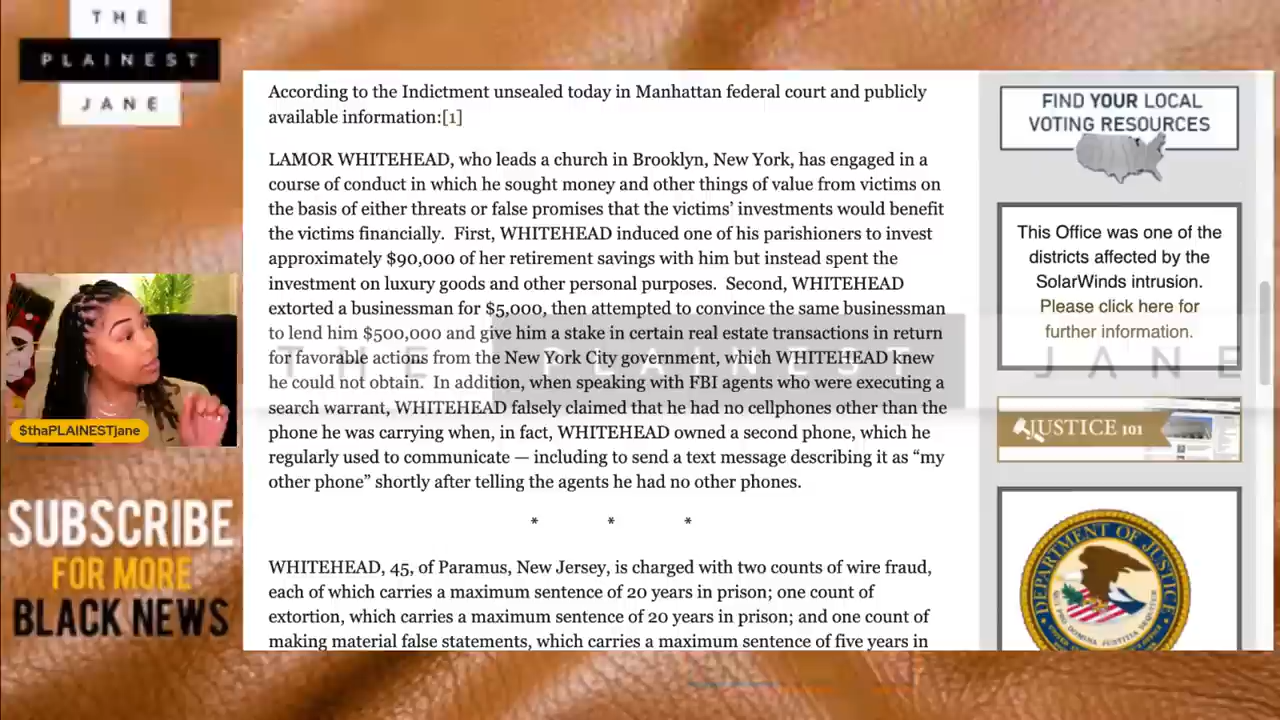 THE
PLAINEST
JANE
According to the Indictment unsealed today in Manhattan federal court and publicly
available information:[1]
LAMOR WHITEHEAD, who leads a church in Brooklyn, New York, has engaged in a
course of conduct in which he sought money and other things of value from victims on
the basis of either threats or false promises that the victims’ investments would benefit
the victims financially.  First, WHITEHEAD induced one of his parishioners to invest
approximately $90,000 of her retirement savings with him but instead spent the
investment on luxury goods and other personal purposes.  Second, WHITEHEAD
extorted a businessman for $5,000, then attempted to convince the same businessman
to lend him $500,000 and give him a stake in certain real estate transactions in return
for favorable actions from the New York City government, which WHITEHEAD knew
he could not obtain.  In addition, when speaking with FBI agents who were executing a
search warrant, WHITEHEAD falsely claimed that he had no cellphones other than the
phone he was carrying when, in fact, WHITEHEAD owned a second phone, which he
regularly used to communicate — including to send a text message describing it as “my
other phone” shortly after telling the agents he had no other phones.
* * *
WHITEHEAD, 45, of Paramus, New Jersey, is charged with two counts of wire fraud,
each of which carries a maximum sentence of 20 years in prison; one count of
extortion, which carries a maximum sentence of 20 years in prison; and one count of
making material false statements, which carries a maximum sentence of five years in
THE PLAINEST JANE
FIND YOUR LOCAL
VOTING RESOURCES
This Office was one of the
districts affected by the
SolarWinds intrusion.
Please click here for
further information.
JUSTICE 101
DEPARTMENT OF JUSTICE
$thaPLAINESTjane
SUBSCRIBE
FOR MORE
BLACK NEWS